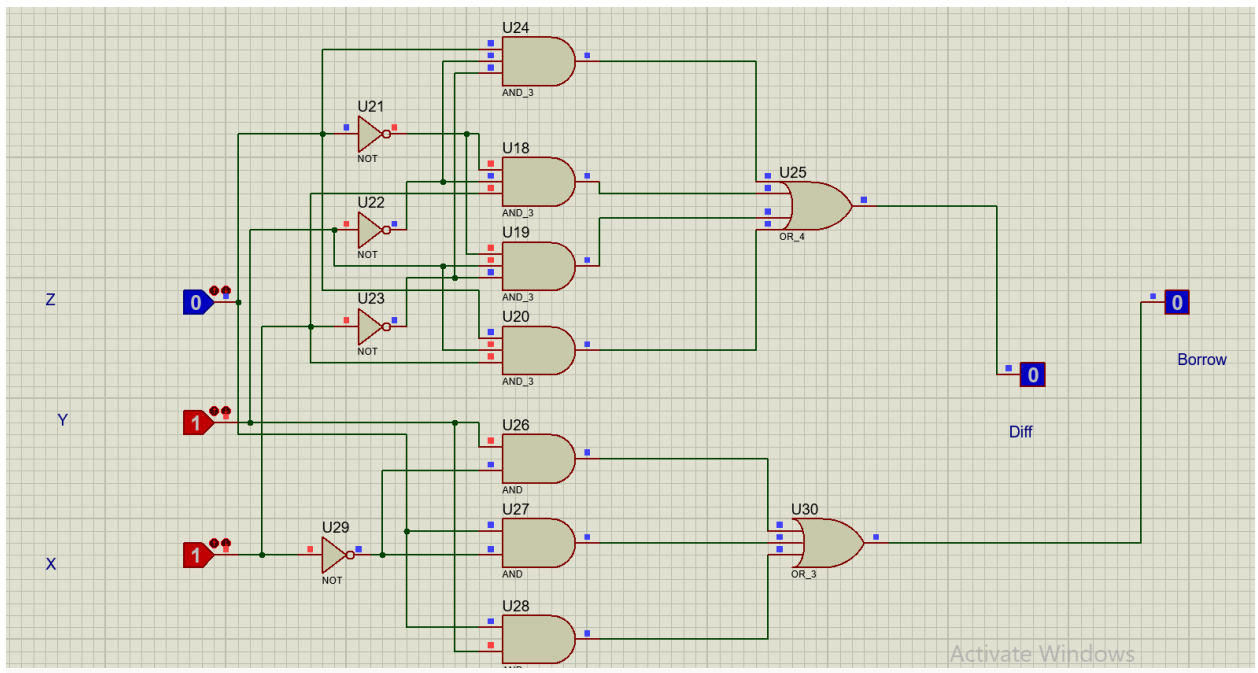 U24
AND_3
U21
NOT
U18
AND_3
U22
NOT
U19
AND_3
U23
NOT
U20
AND_3
U25
OR_4
Z
0
0
Borrow
0
Diff
Y
1
U26
AND
U27
AND
U30
OR_3
X
1
U29
NOT
U28
Activate Windows